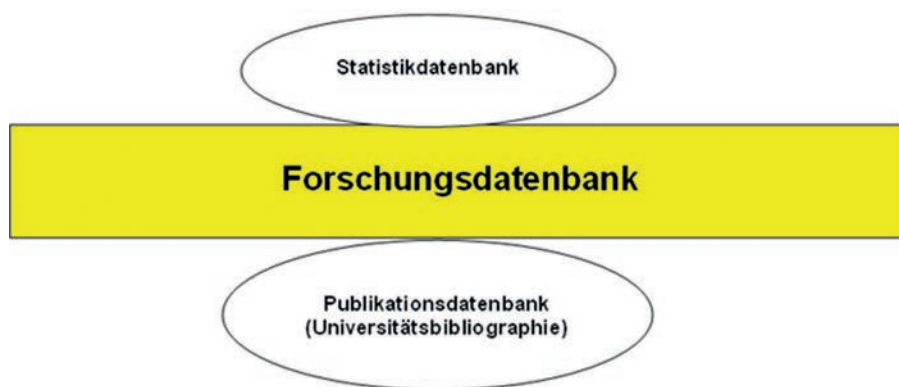 Statistikdatenbank
Forschungsdatenbank
Publikationsdatenbank
(Universitätsbibliographie)